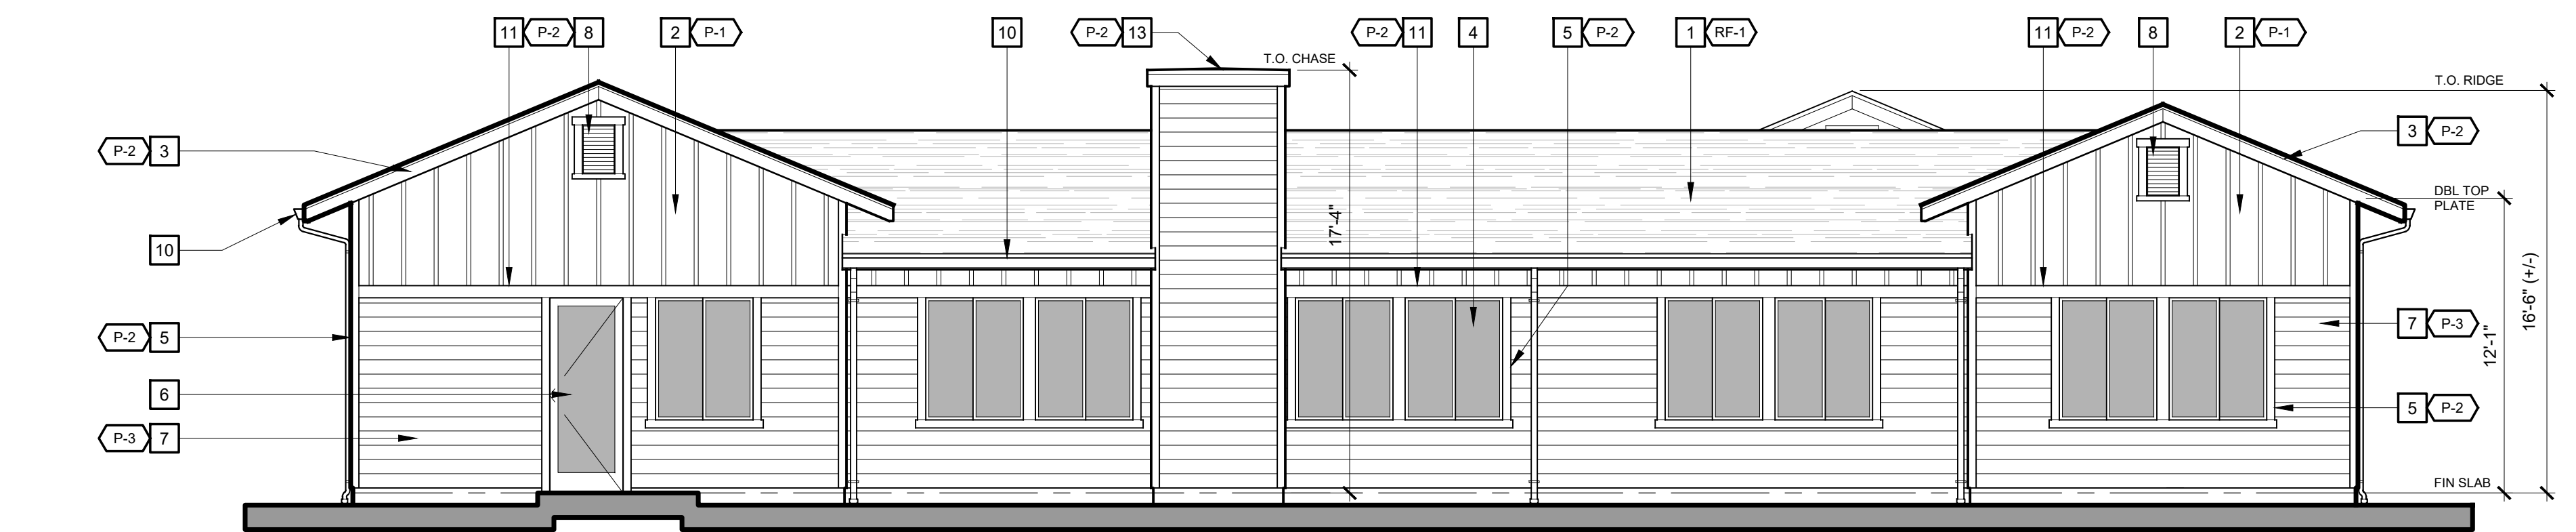 11 P-2 8
2 P-1
10
P-2 13
P-2 11
4
5 P-2
1 RF-1
11 P-2
8
2 P-1
T.O. CHASE
T.O. RIDGE
P-2 3
3 P-2
DBL TOP
PLATE
17'-4"
10
16'-6" (+/-)
12'-1"
P-2 5
7 P-3
6
5 P-2
P-3 7
FIN SLAB